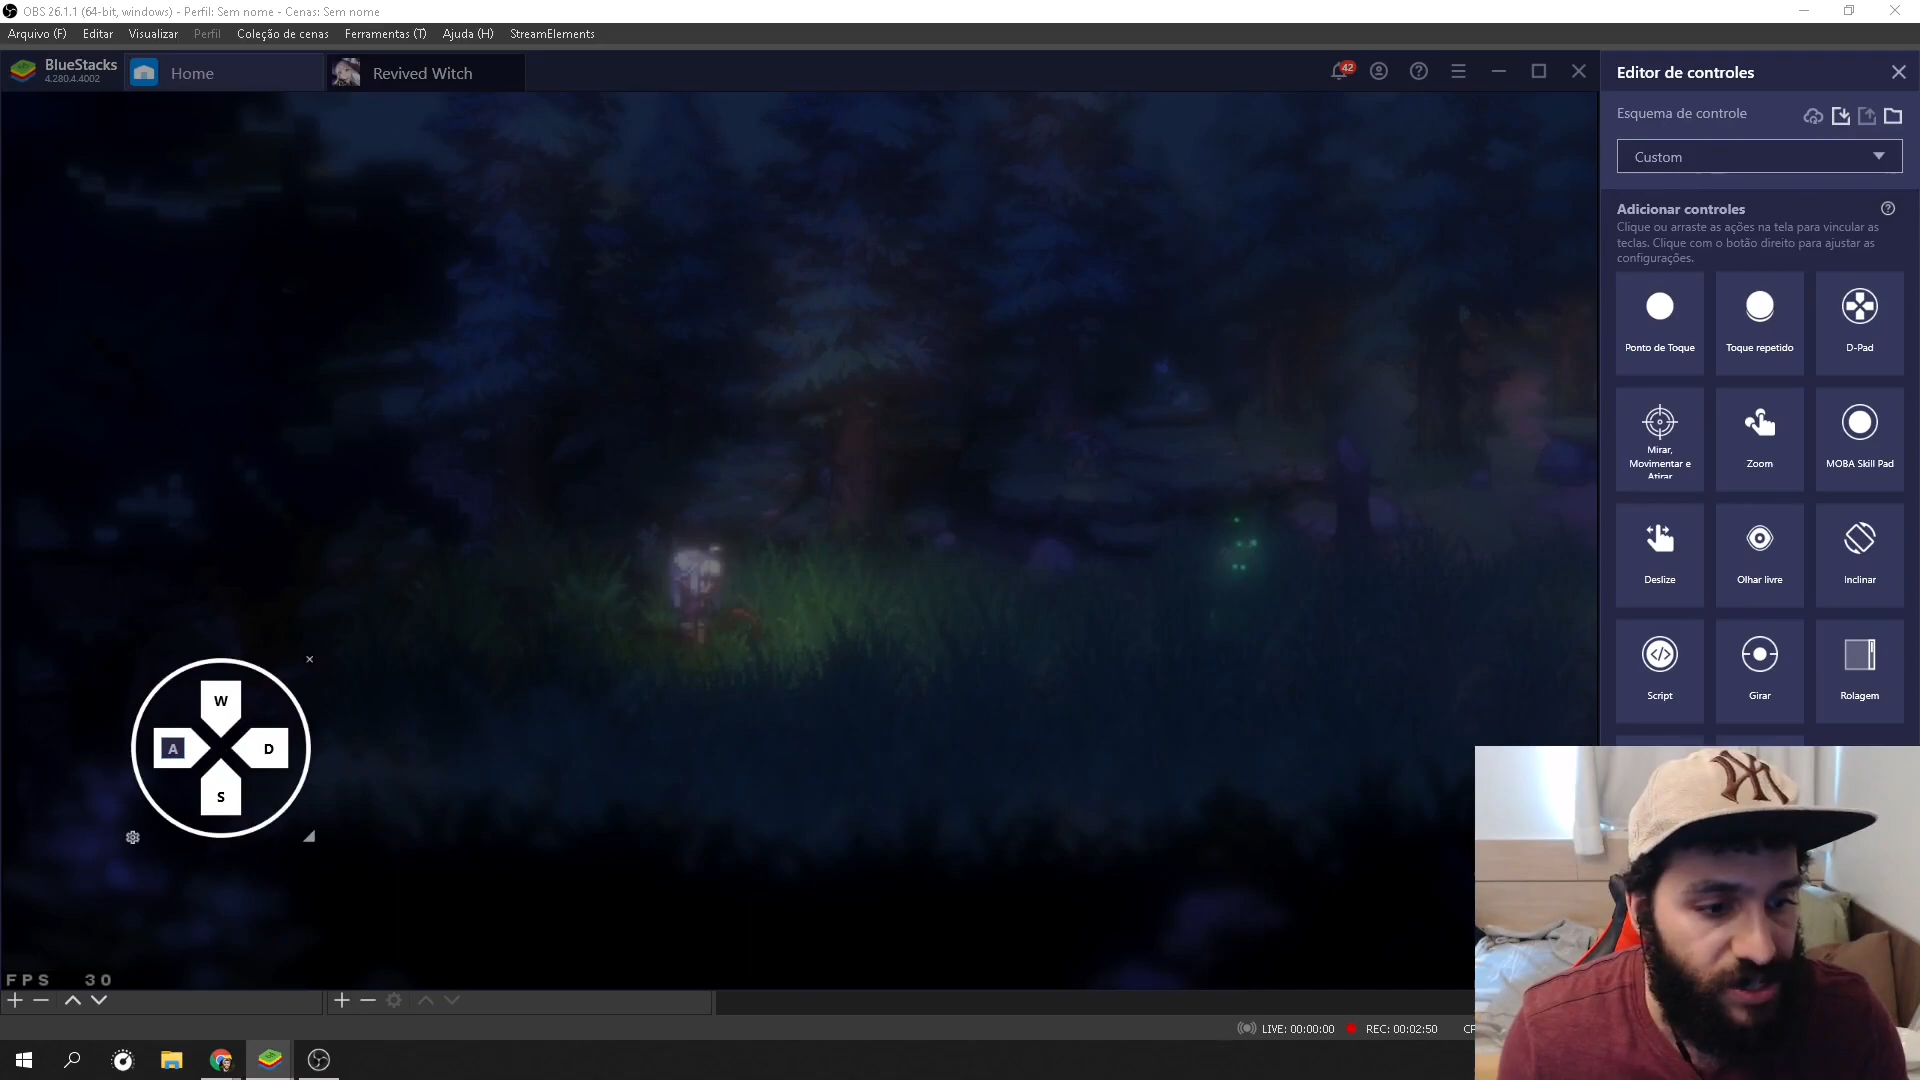 OBS 26.1.1 (64-bit, windows) - Perfil: Sem nome - Cenas: Sem nome
Arquivo (F) Editar Visualizar Perfil Coleção de cenas Ferramentas (T) Ajuda (H) StreamElements
BlueStacks
4.280.4.4002
Home
Revived Witch
42
Editor de controles
Esquema de controle
Custom
Adicionar controles
Clique ou arraste as ações na tela para vincular as
teclas. Clique com o botão direito para ajustar as
configurações.
Ponto de Toque
Toque repetido
D-Pad
Mirar,
Movimentar e
Atirar
Zoom
MOBA Skill Pad
Deslize
Olhar livre
Inclinar
Script
Girar
Rolagem
W
A
D
S
FPS 30
LIVE: 00:00:00
REC: 00:02:50
CP